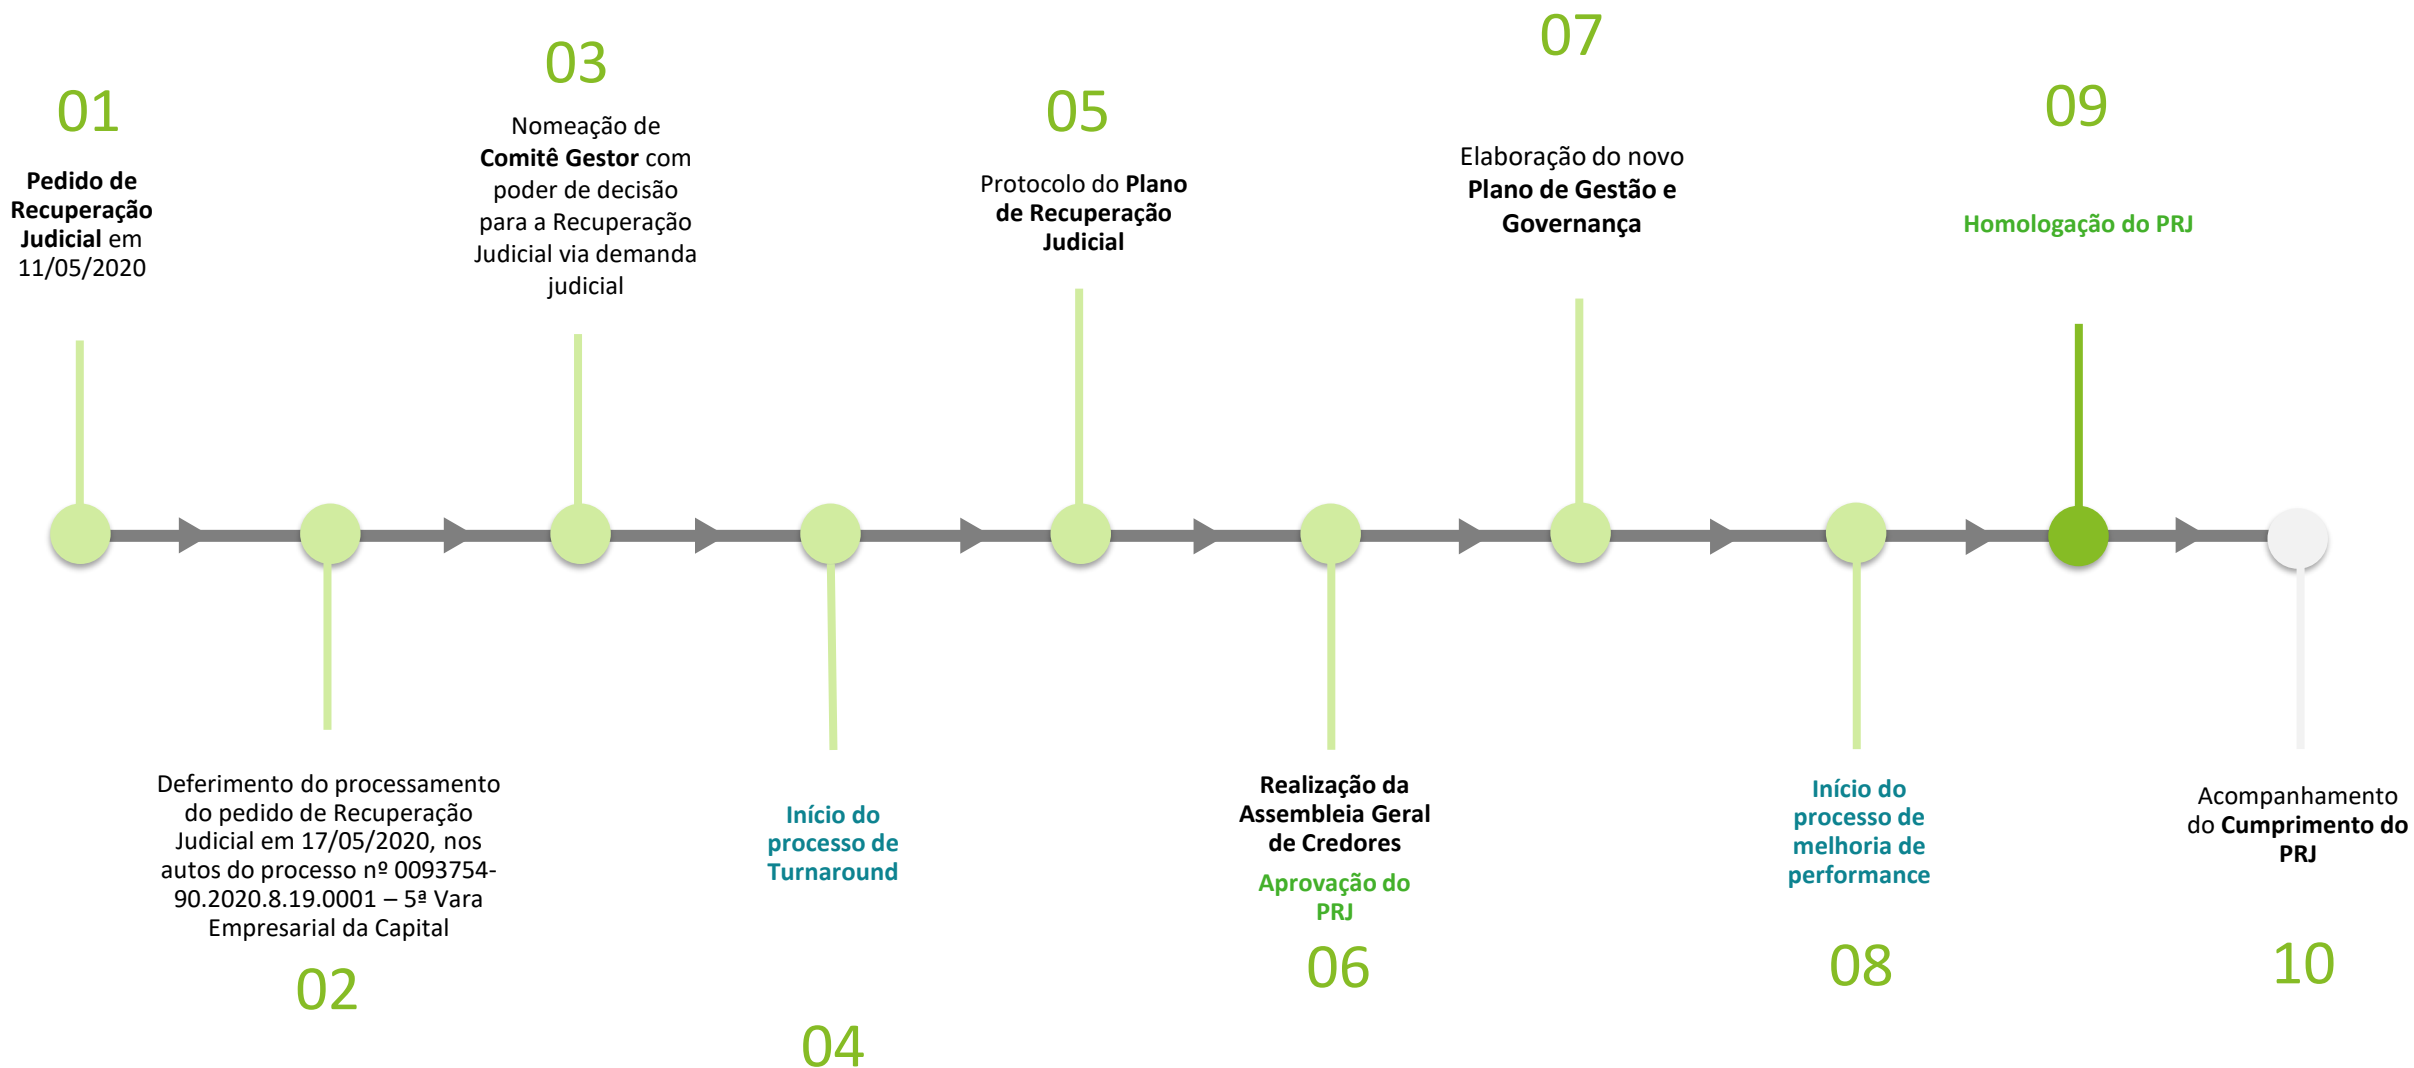 01
Pedido de
Recuperação
Judicial em
11/05/2020
Deferimento do processamento
do pedido de Recuperação
Judicial em 17/05/2020, nos
autos do processo nº 0093754-
90.2020.8.19.0001 – 5ª Vara
Empresarial da Capital
02
03
Nomeação de
Comitê Gestor com
poder de decisão
para a Recuperação
Judicial via demanda
judicial
Início do
processo de
Turnaround
04
05
Protocolo do Plano
de Recuperação
Judicial
Realização da
Assembleia Geral
de Credores
Aprovação do
PRJ
06
07
Elaboração do novo
Plano de Gestão e
Governança
Início do
processo de
melhoria de
performance
08
09
Homologação do PRJ
Acompanhamento
do Cumprimento do
PRJ
10